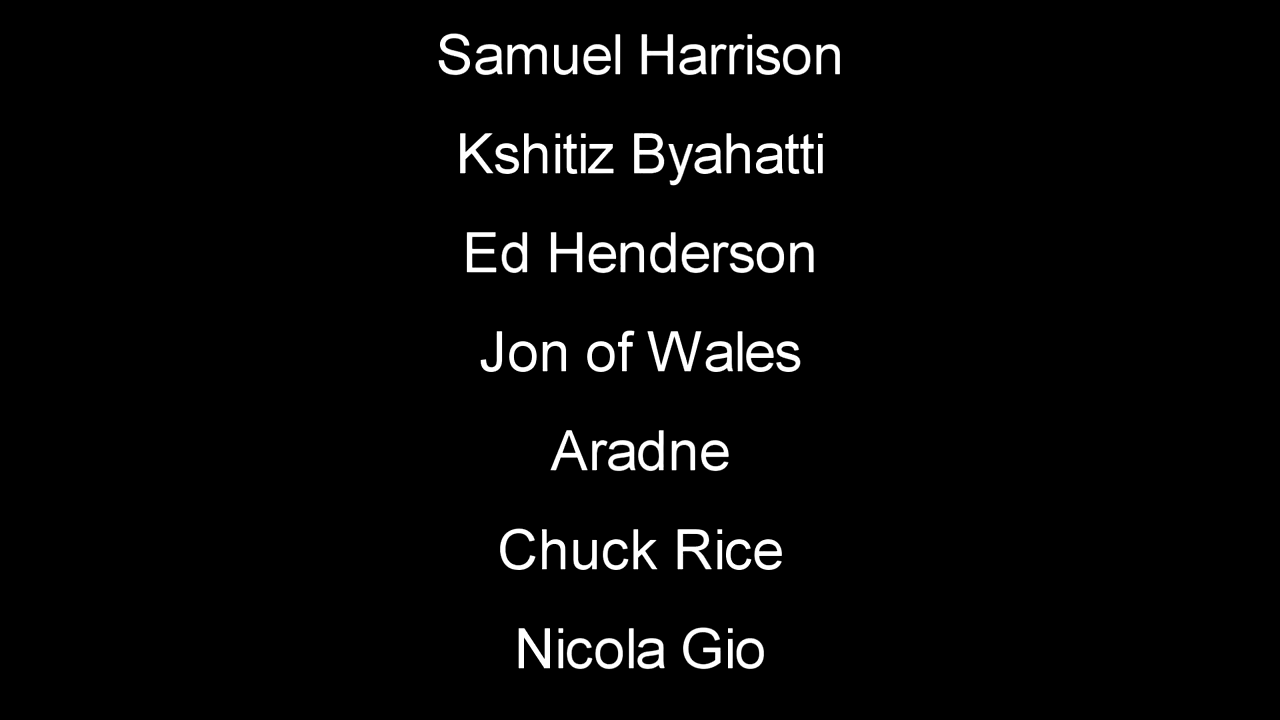 Samuel Harrison
Kshitiz Byahatti
Ed Henderson
Jon of Wales
Aradne
Chuck Rice
Nicola Gio